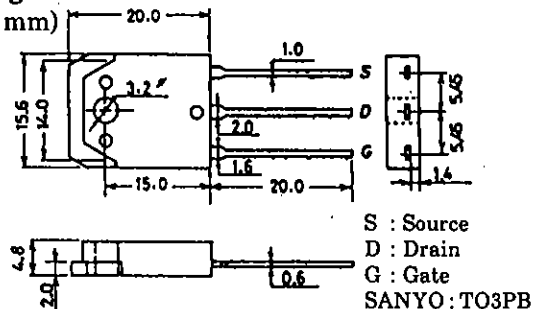 mm)
20.0
1.0
S
3.2ø
15.6
14.0
D
2.0
5.45
5.45
G
1.6
15.0
20.0
1.4
S : Source
D : Drain
G : Gate
SANYO : TO3PB
4.8
2.0
0.6